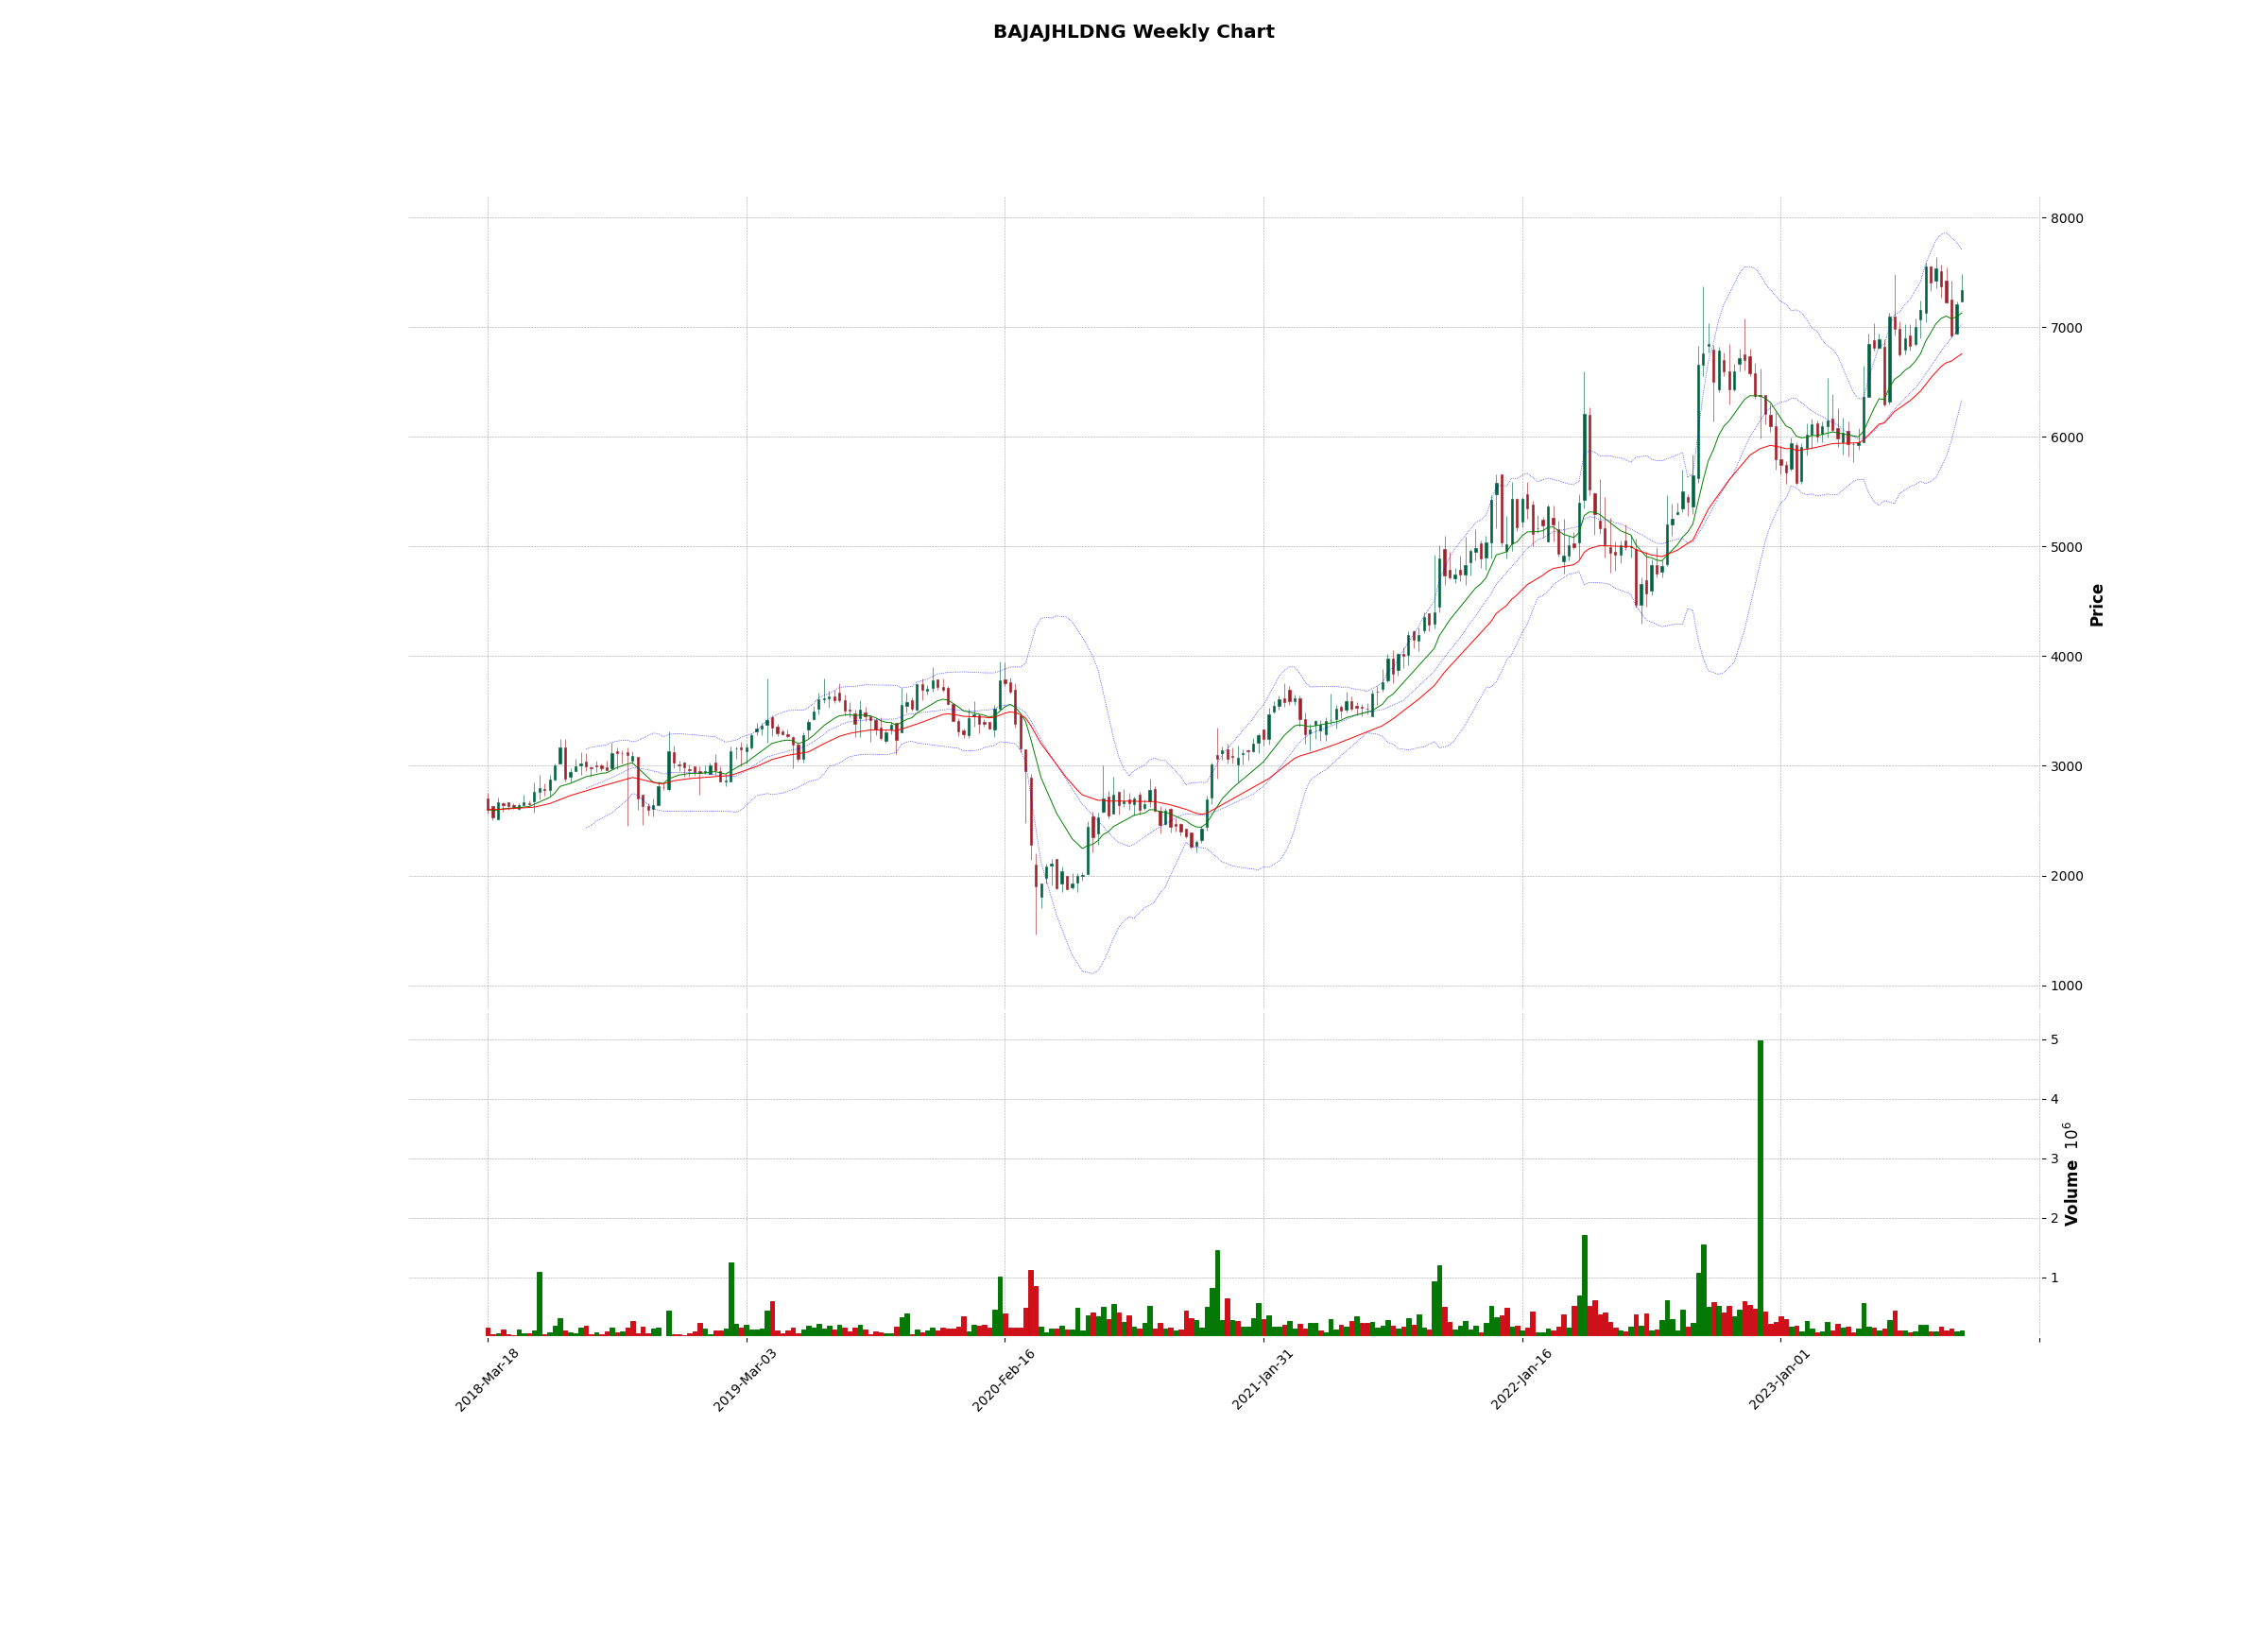 BAJAJHLDNG Weekly Chart
8000
7000
6000
5000
4000
3000
2000
1000
Price
5
4
3
2
1
Volume 10^6
2018-Mar-18
2019-Mar-03
2020-Feb-16
2021-Jan-31
2022-Jan-16
2023-Jan-01